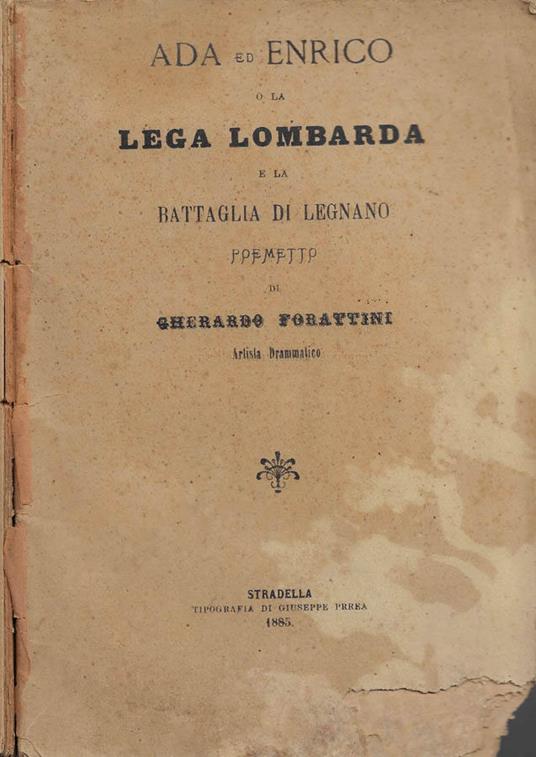 ADA ED ENRICO
O LA
LEGA LOMBARDA
E LA
BATTAGLIA DI LEGNANO
POEMETTO
DI
GHERARDO FORATTINI
Artista Drammatico
STRADELLA
TIPOGRAFIA DI GIUSEPPE PRREA
1885.